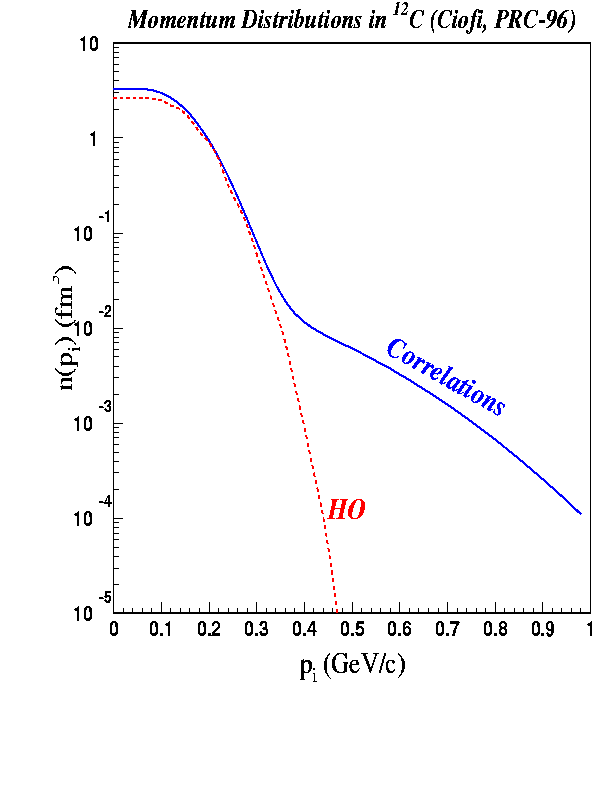 Momentum Distributions in ¹²C (Ciofi, PRC-96)
10
1
10⁻¹
10⁻²
10⁻³
10⁻⁴
10⁻⁵
n(pᵢ) (fm³)
Correlations
HO
0 0.1 0.2 0.3 0.4 0.5 0.6 0.7 0.8 0.9 1
pᵢ (GeV/c)